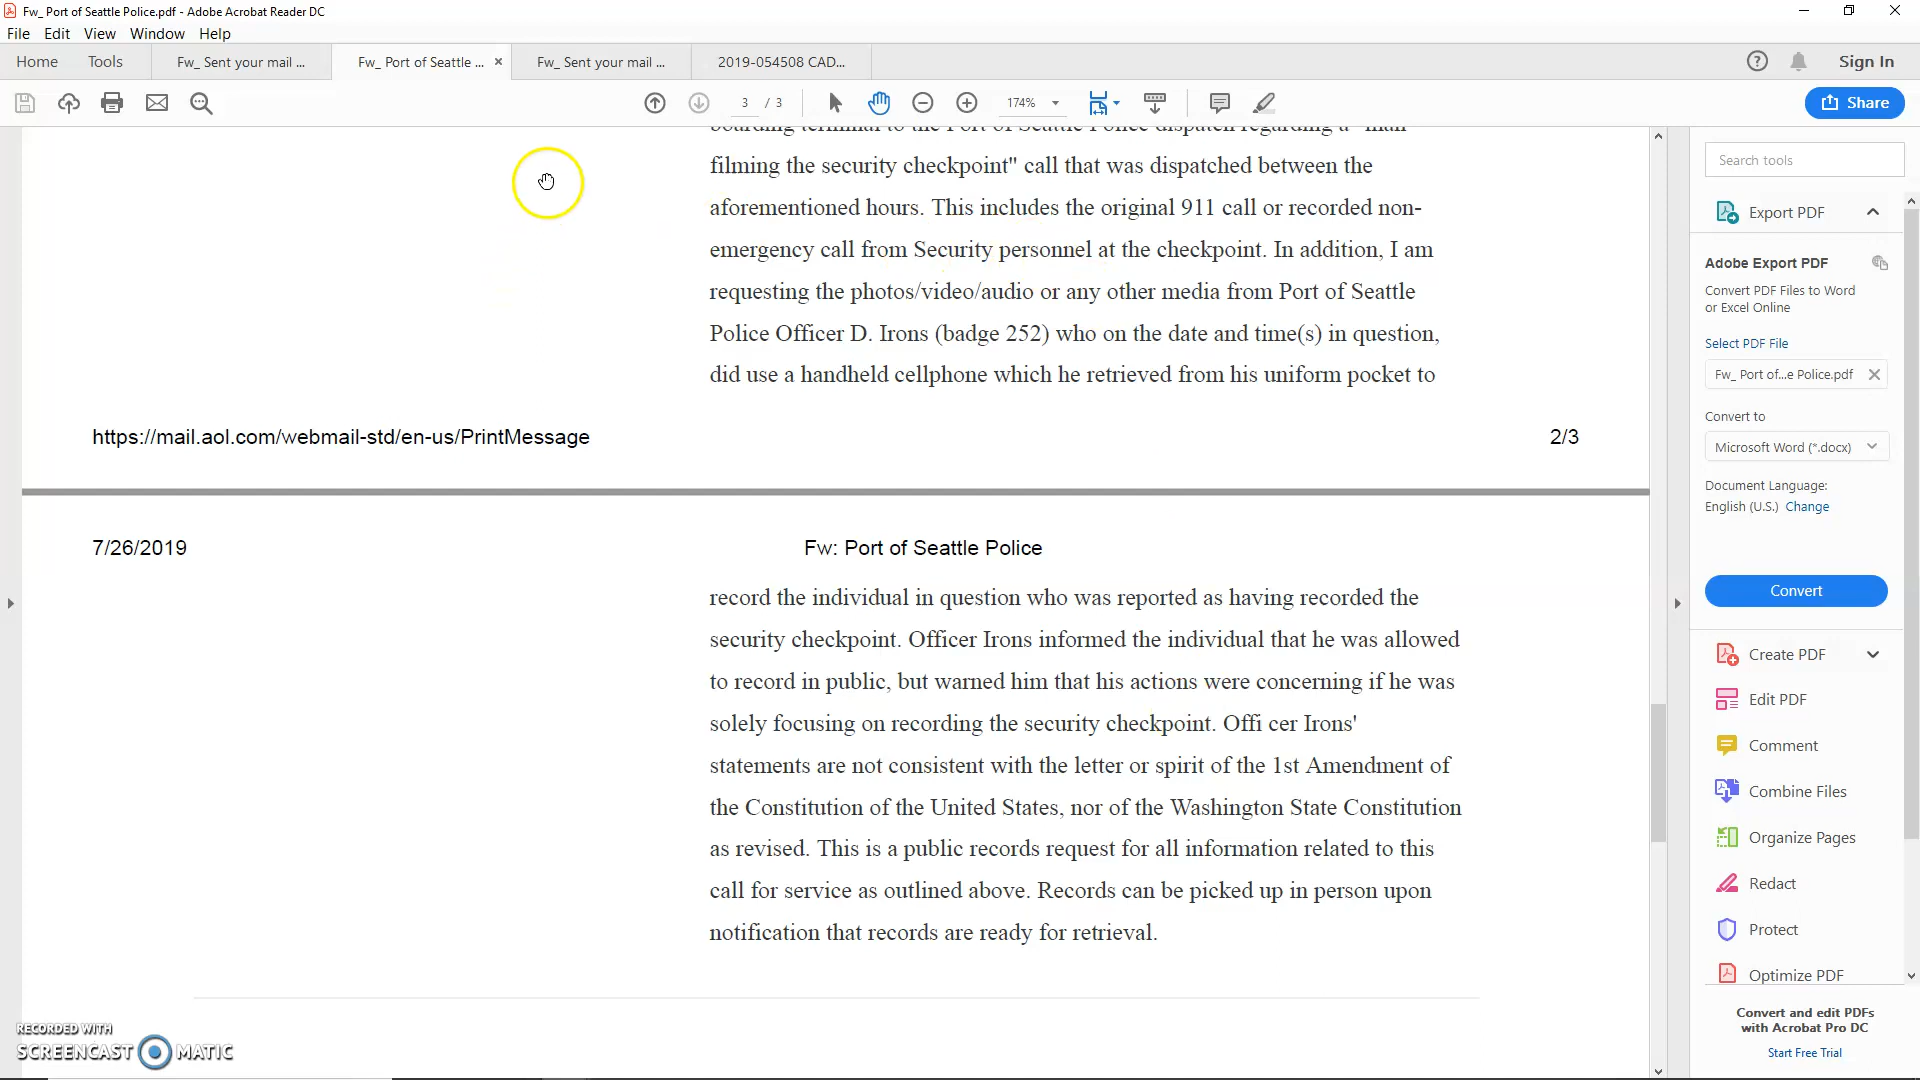 Fw_ Port of Seattle Police.pdf - Adobe Acrobat Reader DC
File Edit View Window Help
Home Tools Fw_ Sent your mail ... Fw_ Port of Seattle ... Fw_ Sent your mail ... 2019-054508 CAD... Sign In
3 / 3 174% Share
boarding terminal to the Port of Seattle Police dispatch regarding a "man
filming the security checkpoint" call that was dispatched between the
aforementioned hours. This includes the original 911 call or recorded non-
emergency call from Security personnel at the checkpoint. In addition, I am
requesting the photos/video/audio or any other media from Port of Seattle
Police Officer D. Irons (badge 252) who on the date and time(s) in question,
did use a handheld cellphone which he retrieved from his uniform pocket to
https://mail.aol.com/webmail-std/en-us/PrintMessage 2/3
7/26/2019 Fw: Port of Seattle Police
record the individual in question who was reported as having recorded the
security checkpoint. Officer Irons informed the individual that he was allowed
to record in public, but warned him that his actions were concerning if he was
solely focusing on recording the security checkpoint. Offi cer Irons'
statements are not consistent with the letter or spirit of the 1st Amendment of
the Constitution of the United States, nor of the Washington State Constitution
as revised. This is a public records request for all information related to this
call for service as outlined above. Records can be picked up in person upon
notification that records are ready for retrieval.
Search tools
Export PDF
Adobe Export PDF
Convert PDF Files to Word
or Excel Online
Select PDF File
Fw_ Port of...e Police.pdf
Convert to
Microsoft Word (*.docx)
Document Language:
English (U.S.) Change
Convert
Create PDF
Edit PDF
Comment
Combine Files
Organize Pages
Redact
Protect
Optimize PDF
Convert and edit PDFs
with Acrobat Pro DC
Start Free Trial
RECORDED WITH
SCREENCAST MATIC